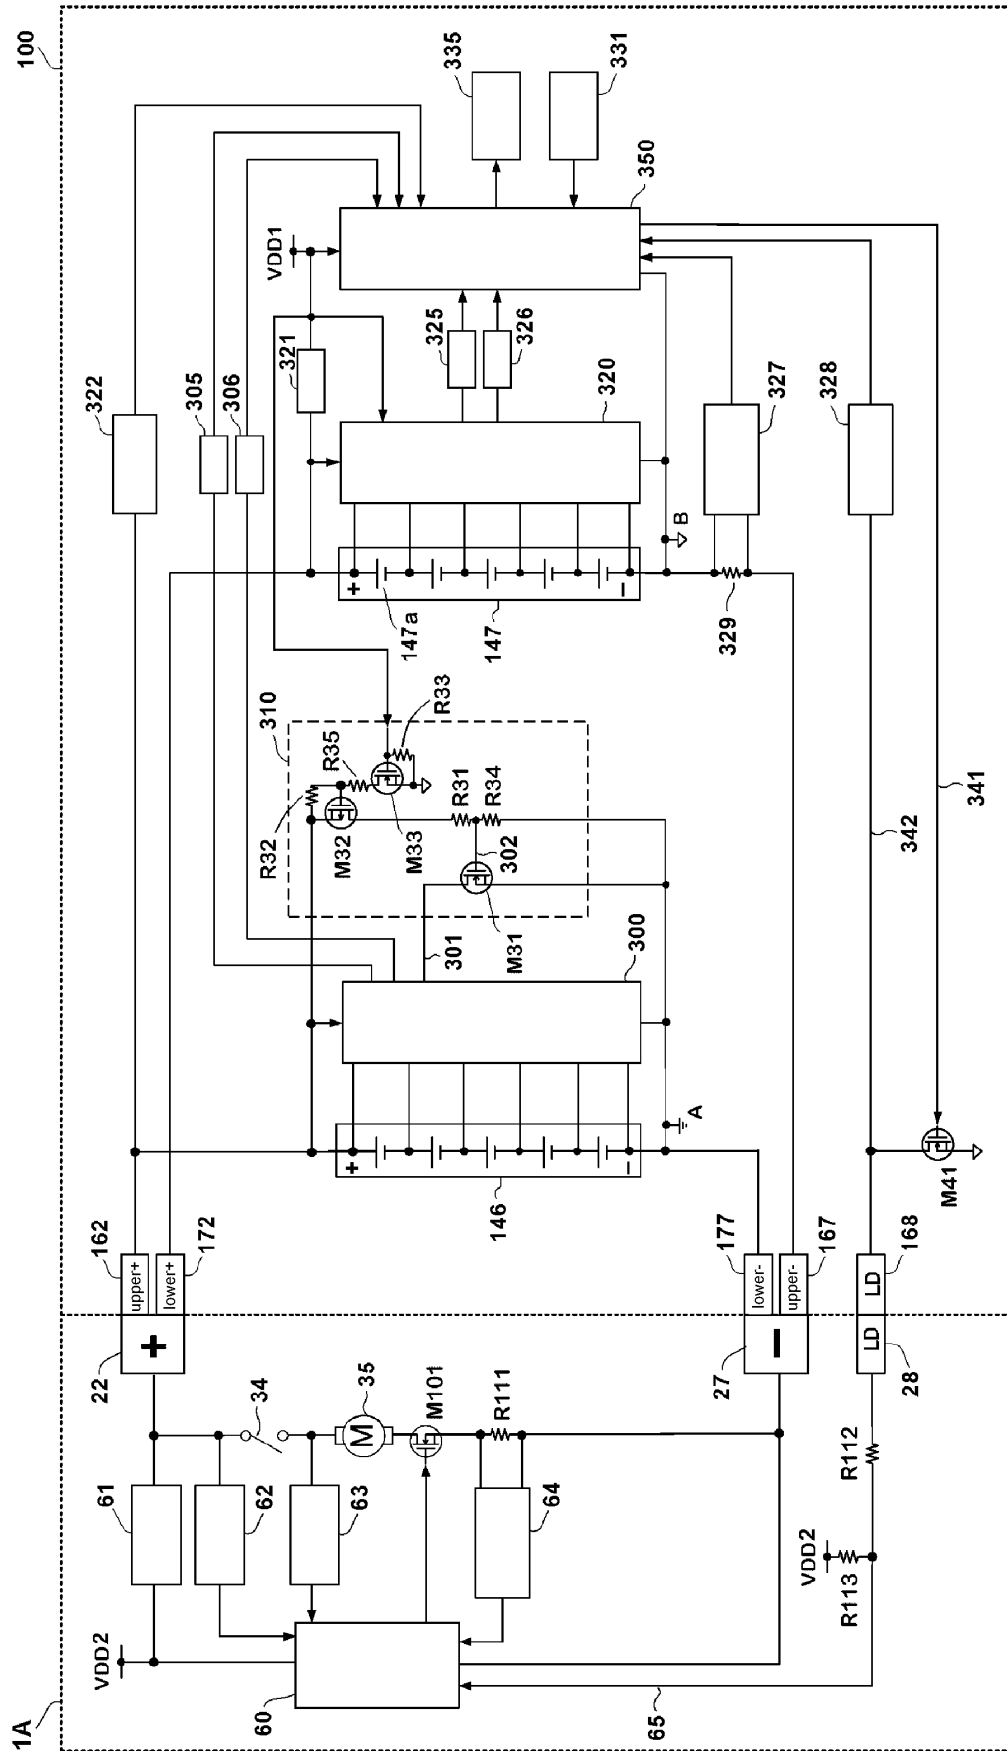 1A
100
VDD2
61
22
162
upper+
lower+
172
322
305
306
321
VDD1
335
331
350
62
34
63
35
M
M101
R111
64
60
65
+
−
27
28
LD
LD
168
lower-
upper-
177
167
VDD2
R112
R113
146
+
−
A
300
301
302
310
R32
M32
R35
R33
M33
R31
R34
M31
147a
147
+
−
B
320
325
326
327
328
329
341
342
M41